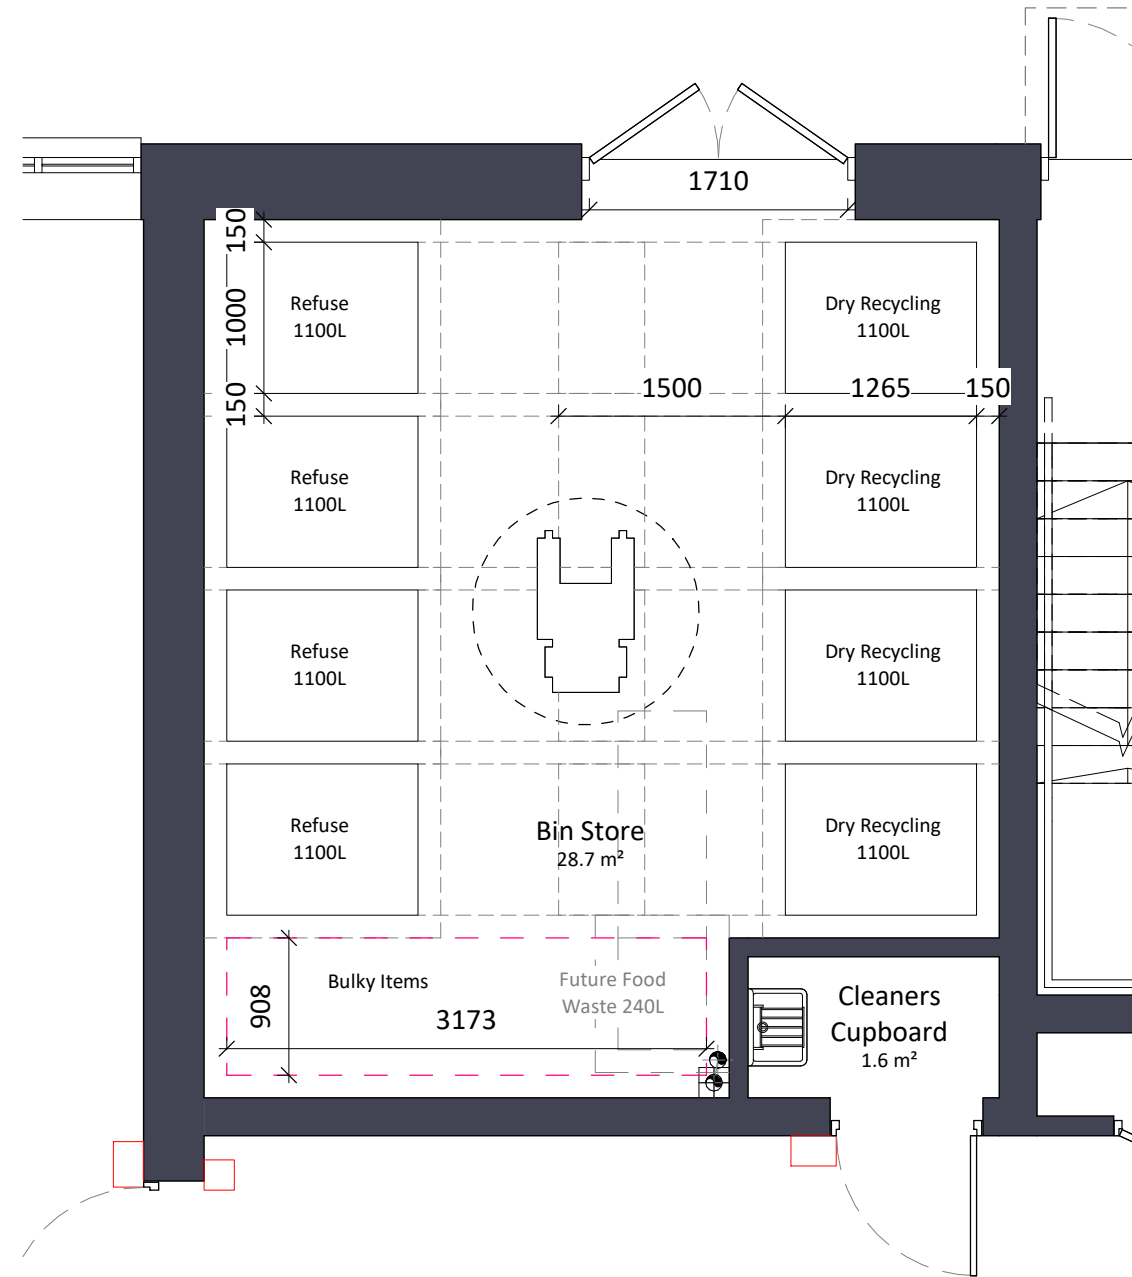 1710
150
1000
150
Refuse
1100L
Dry Recycling
1100L
1500
1265
150
Refuse
1100L
Dry Recycling
1100L
Refuse
1100L
Dry Recycling
1100L
Refuse
1100L
Bin Store
28.7 m²
Dry Recycling
1100L
Bulky Items
908
3173
Future Food
Waste 240L
Cleaners
Cupboard
1.6 m²